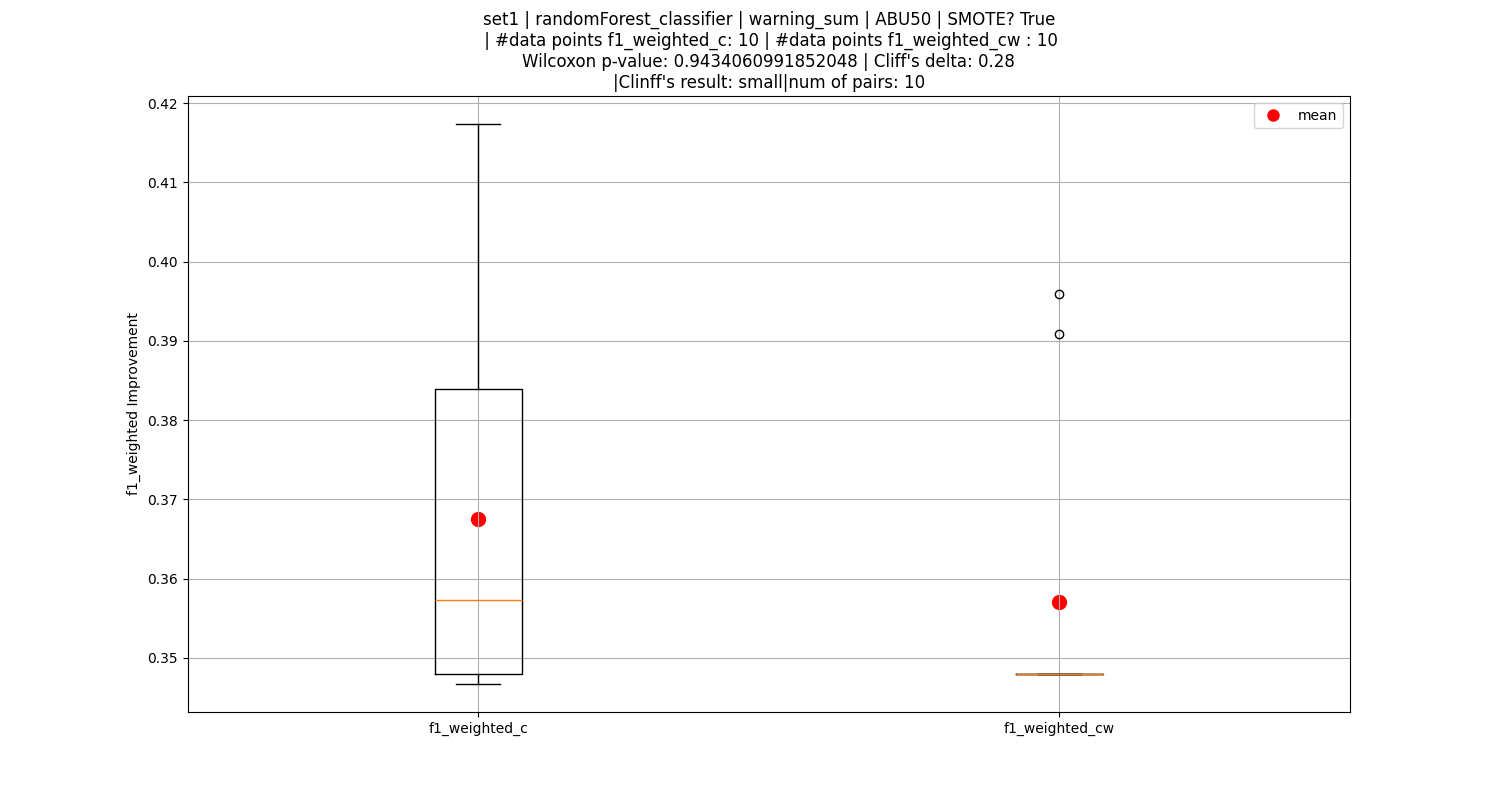 set1 | randomForest_classifier | warning_sum | ABU50 | SMOTE? True
| #data points f1_weighted_c: 10 | #data points f1_weighted_cw : 10
Wilcoxon p-value: 0.9434060991852048 | Cliff's delta: 0.28
|Clinff's result: small|num of pairs: 10
mean
f1_weighted Improvement
0.42
0.41
0.40
0.39
0.38
0.37
0.36
0.35
f1_weighted_c
f1_weighted_cw